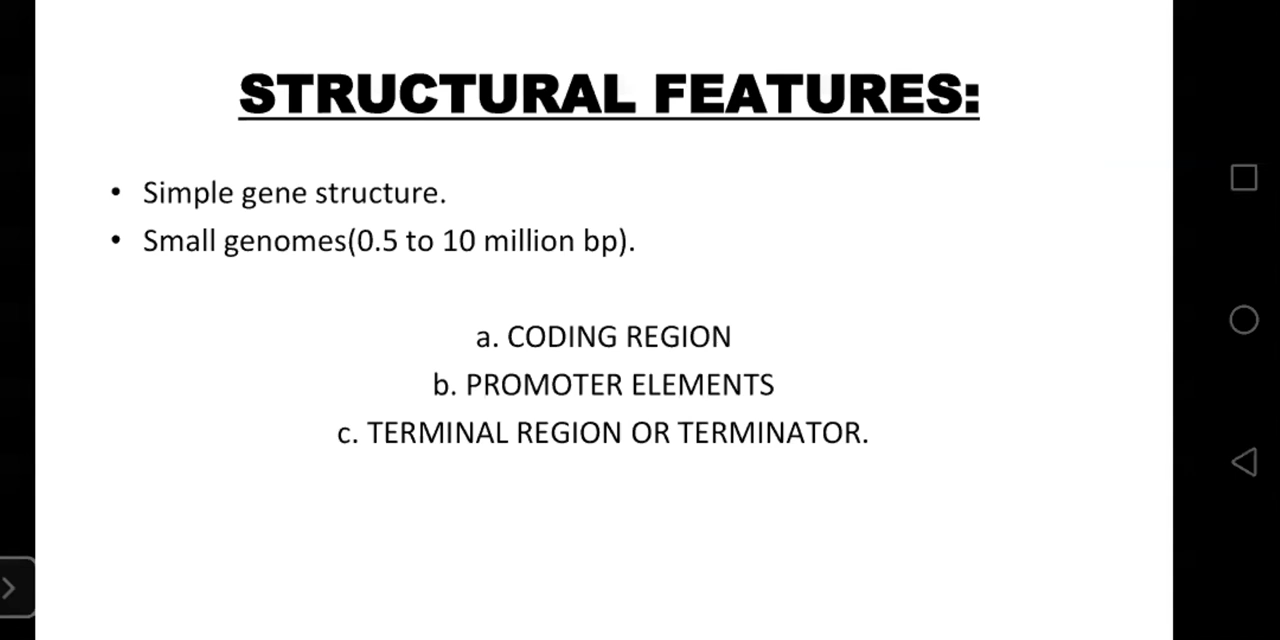 STRUCTURAL FEATURES:
• Simple gene structure.
• Small genomes(0.5 to 10 million bp).
a. CODING REGION
b. PROMOTER ELEMENTS
c. TERMINAL REGION OR TERMINATOR.